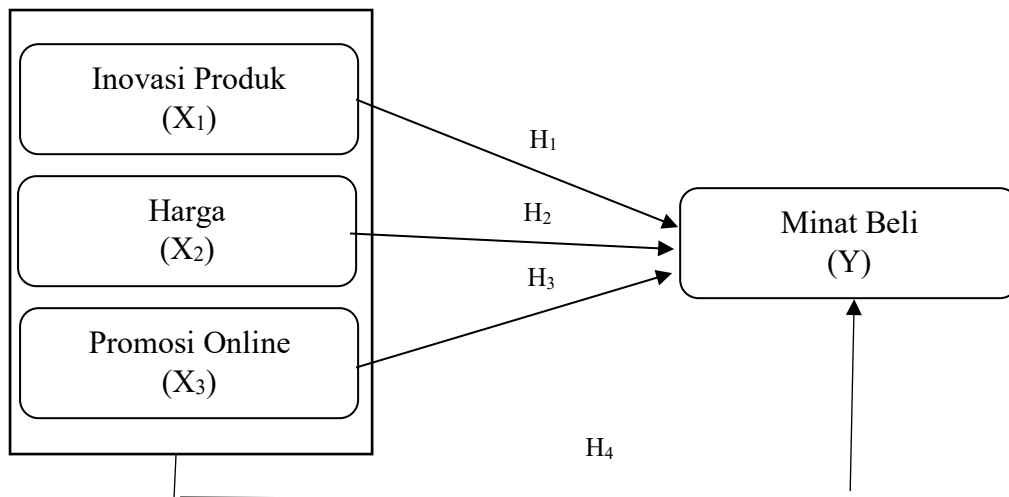 Inovasi Produk
(X₁)
H₁
Harga
(X₂)
H₂
Minat Beli
(Y)
H₃
Promosi Online
(X₃)
H₄